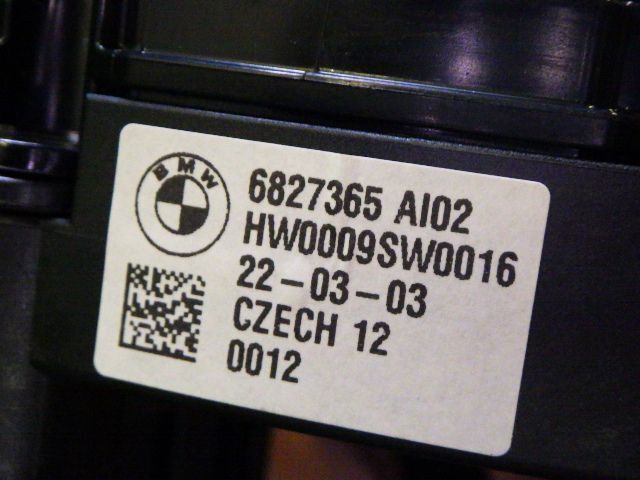 BMW
6827365 AI02
HW0009SW0016
22-03-03
CZECH 12
0012